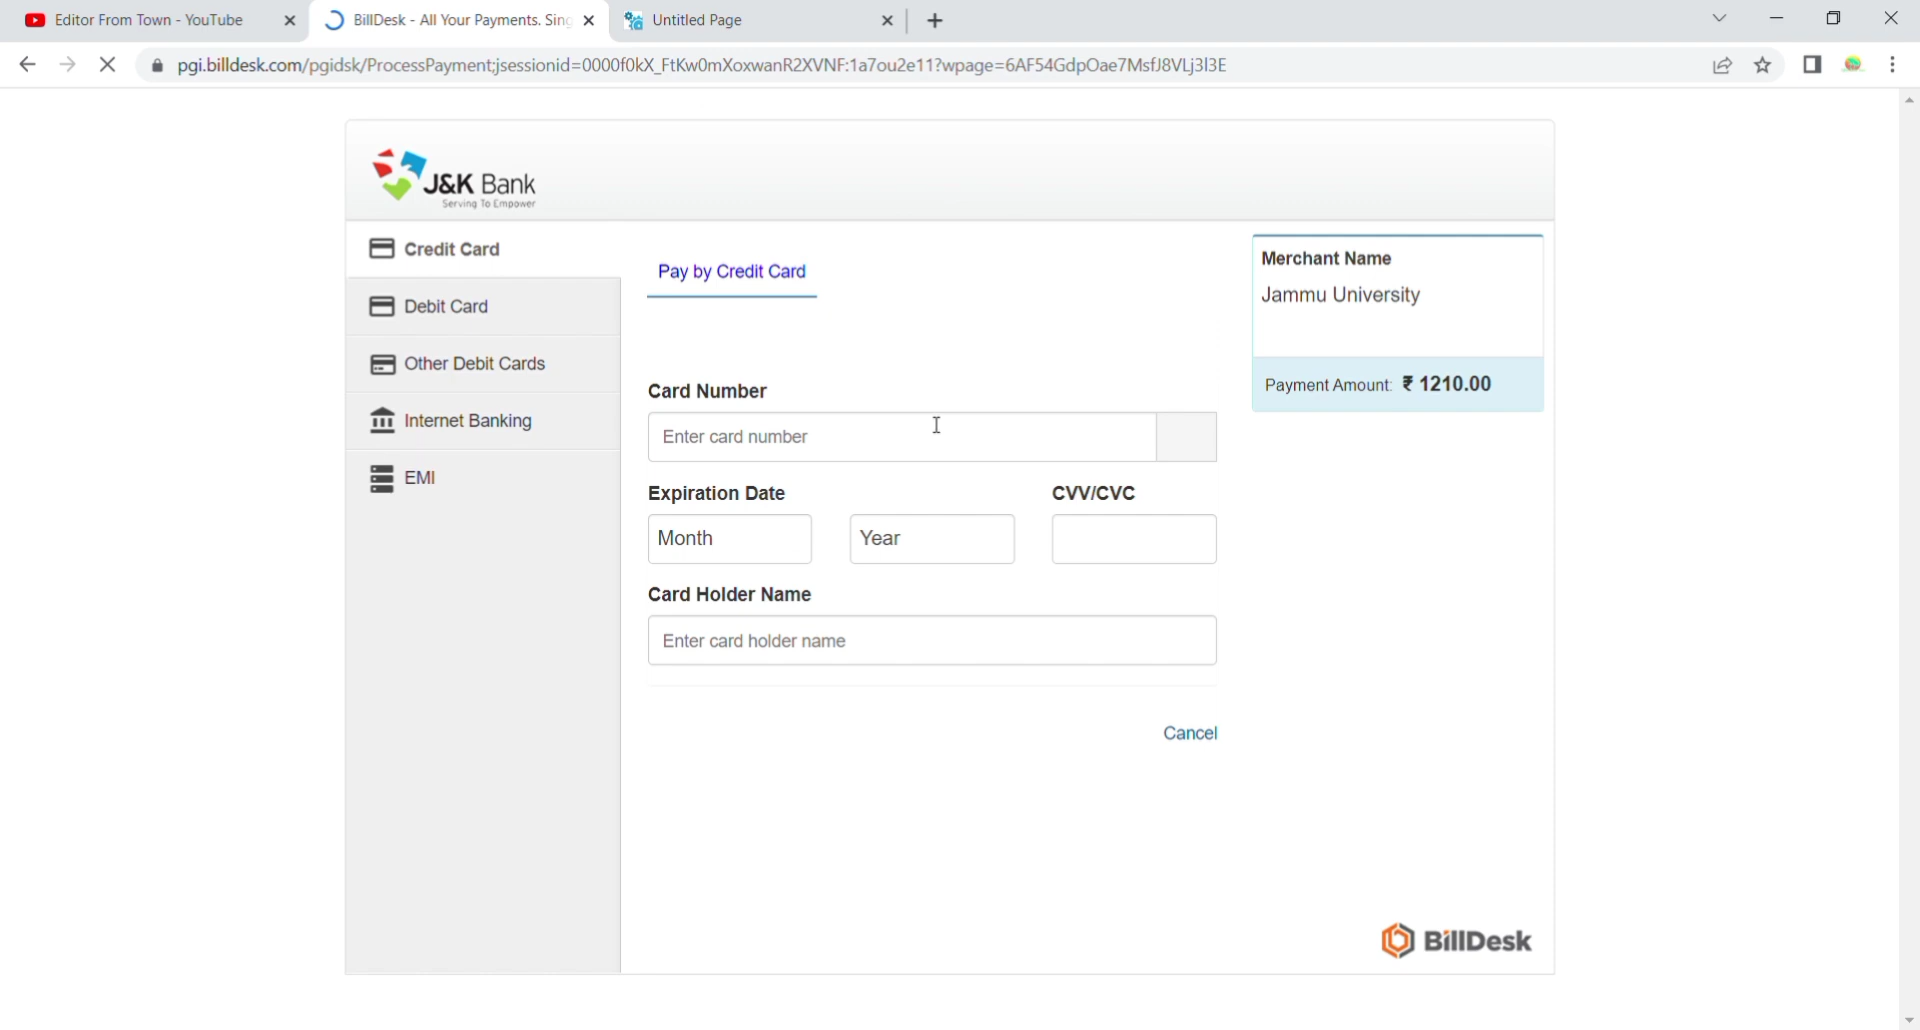 Editor From Town - YouTube
BillDesk - All Your Payments. Sing
Untitled Page
pgi.billdesk.com/pgidsk/ProcessPayment;jsessionid=0000f0kX_FtKw0mXoxwanR2XVNF:1a7ou2e11?wpage=6AF54GdpOae7MsfJ8VLj3l3E
J&K Bank
Serving To Empower
Credit Card
Debit Card
Other Debit Cards
Internet Banking
EMI
Pay by Credit Card
Card Number
Enter card number
Expiration Date
CVV/CVC
Month
Year
Card Holder Name
Enter card holder name
Cancel
Merchant Name
Jammu University
Payment Amount: ₹ 1210.00
BillDesk